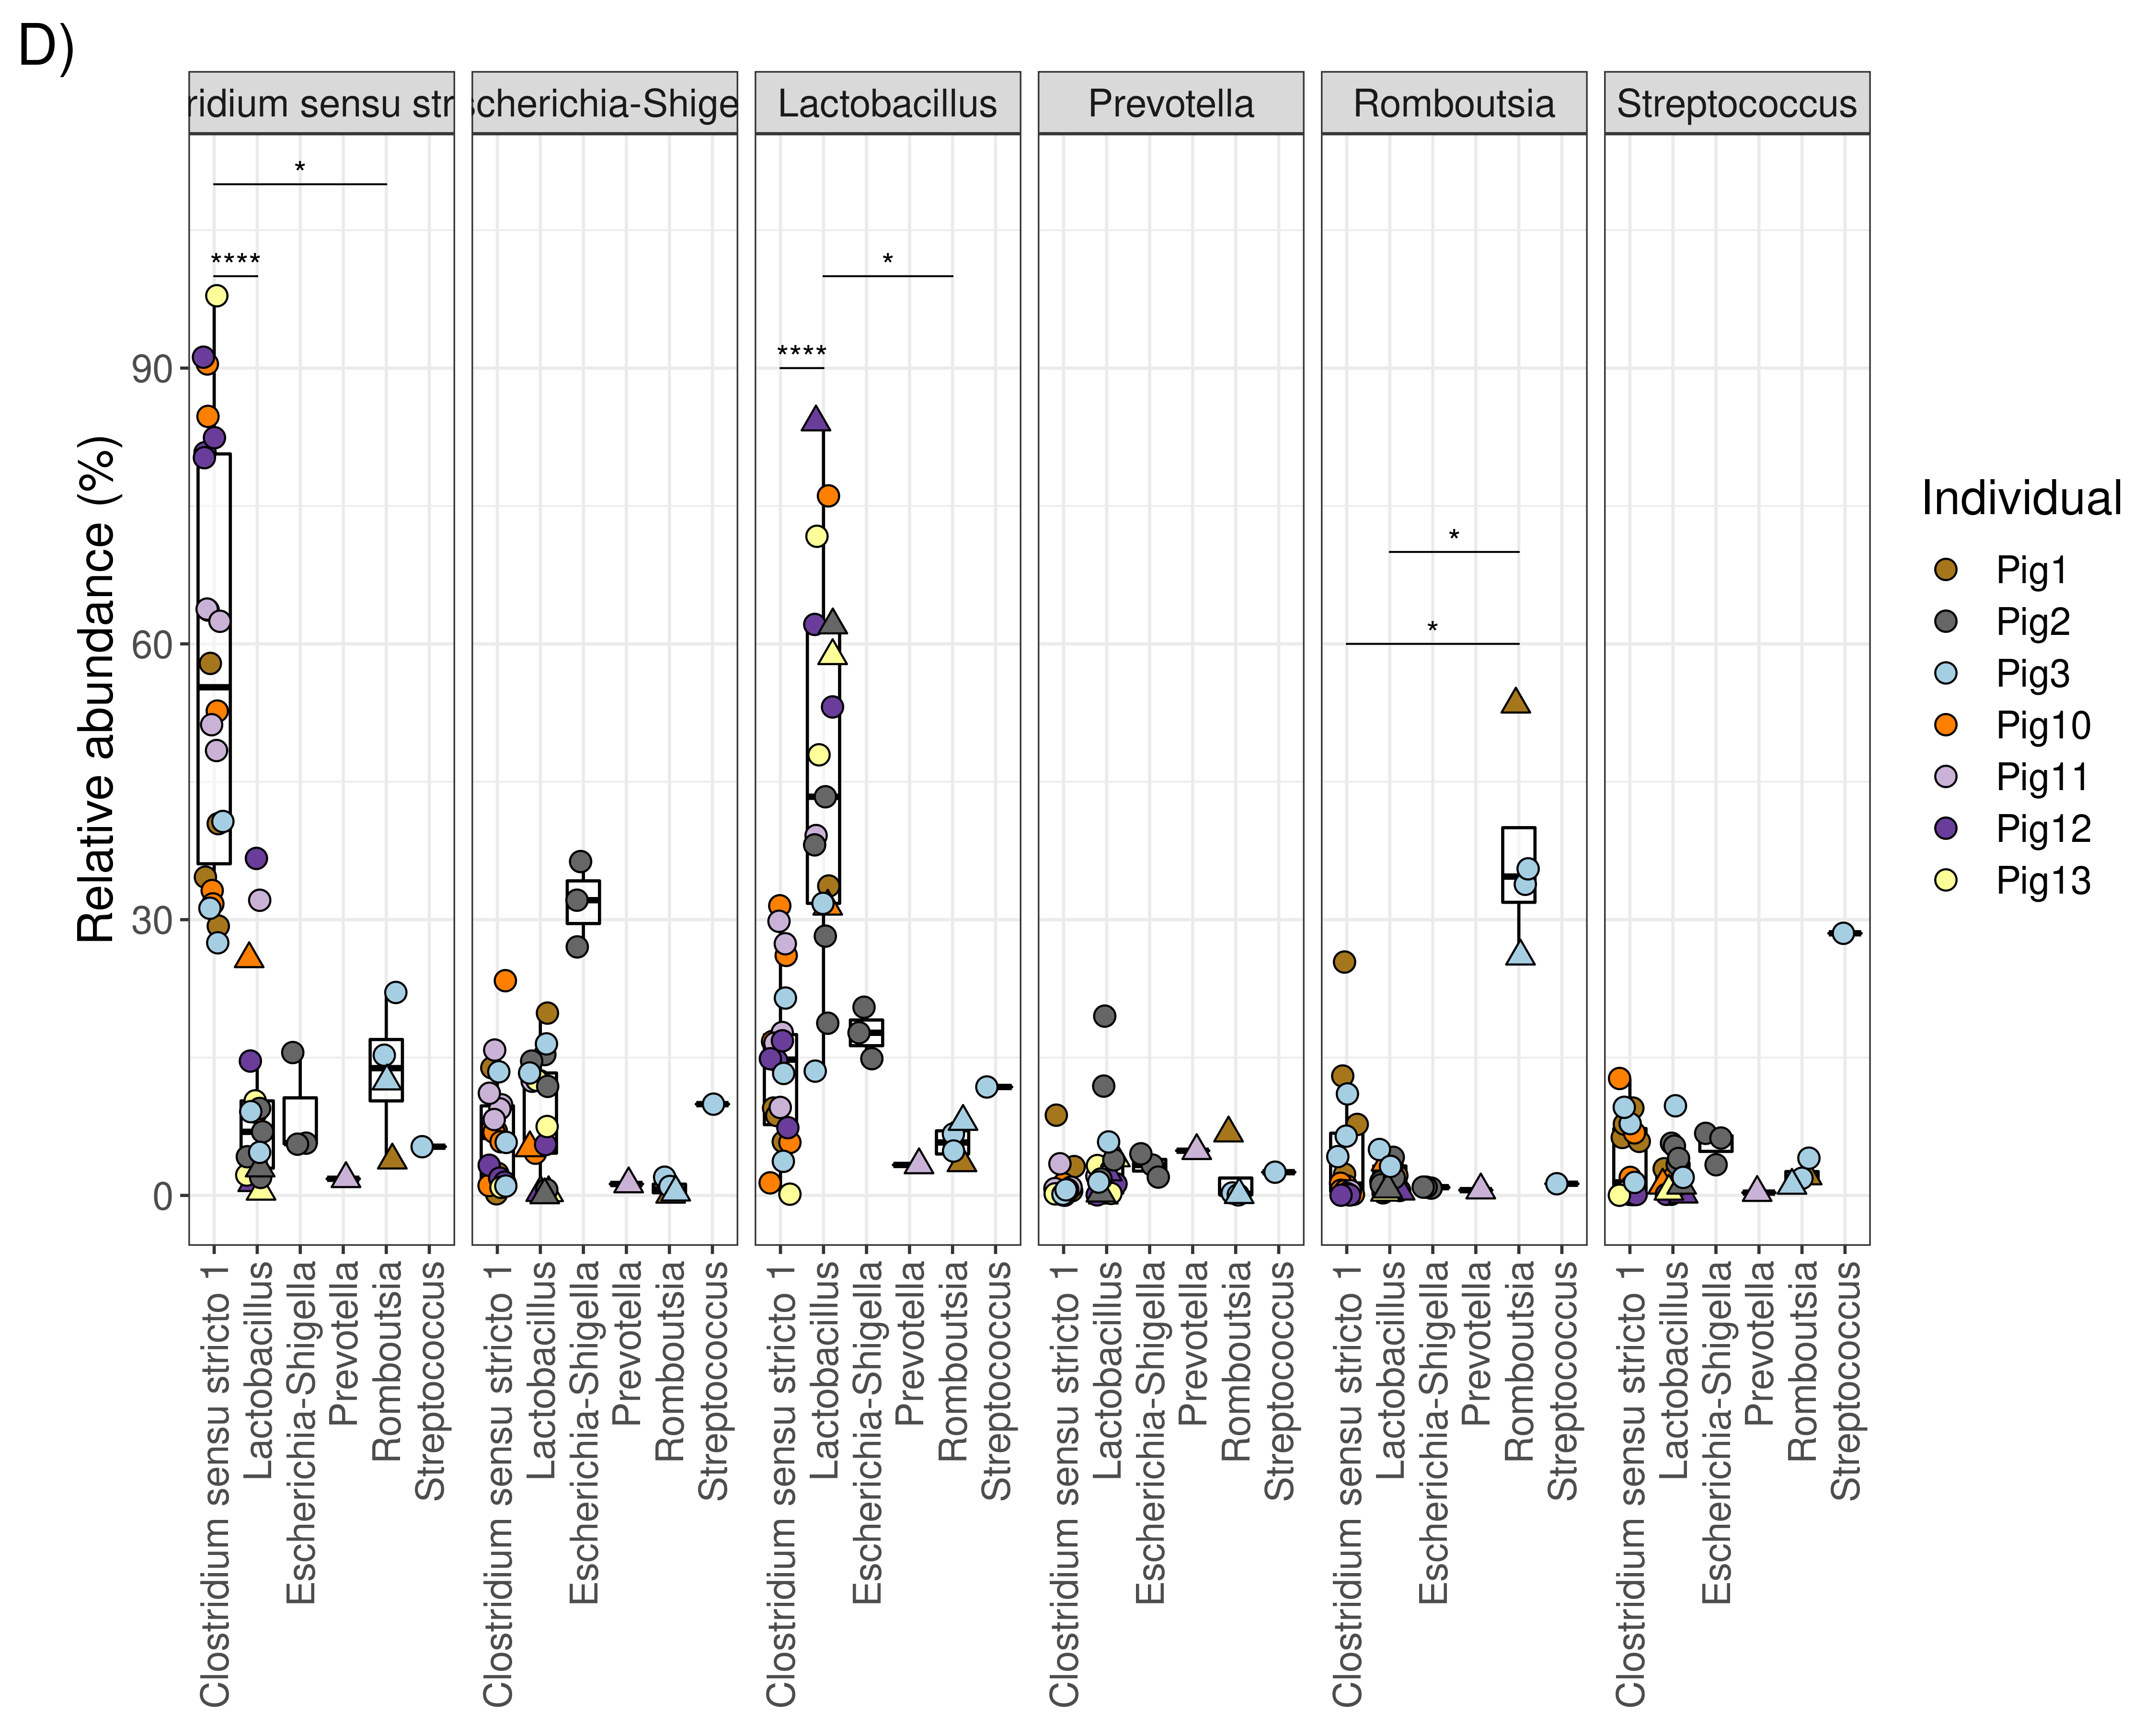 D)
ridium sensu str
scherichia-Shige
Lactobacillus
Prevotella
Romboutsia
Streptococcus
*
****
*
****
*
*
Relative abundance (%)
90
60
30
0
Clostridium sensu stricto 1
Lactobacillus
Escherichia-Shigella
Prevotella
Romboutsia
Streptococcus
Clostridium sensu stricto 1
Lactobacillus
Escherichia-Shigella
Prevotella
Romboutsia
Streptococcus
Clostridium sensu stricto 1
Lactobacillus
Escherichia-Shigella
Prevotella
Romboutsia
Streptococcus
Clostridium sensu stricto 1
Lactobacillus
Escherichia-Shigella
Prevotella
Romboutsia
Streptococcus
Clostridium sensu stricto 1
Lactobacillus
Escherichia-Shigella
Prevotella
Romboutsia
Streptococcus
Clostridium sensu stricto 1
Lactobacillus
Escherichia-Shigella
Prevotella
Romboutsia
Streptococcus
Individual
Pig1
Pig2
Pig3
Pig10
Pig11
Pig12
Pig13